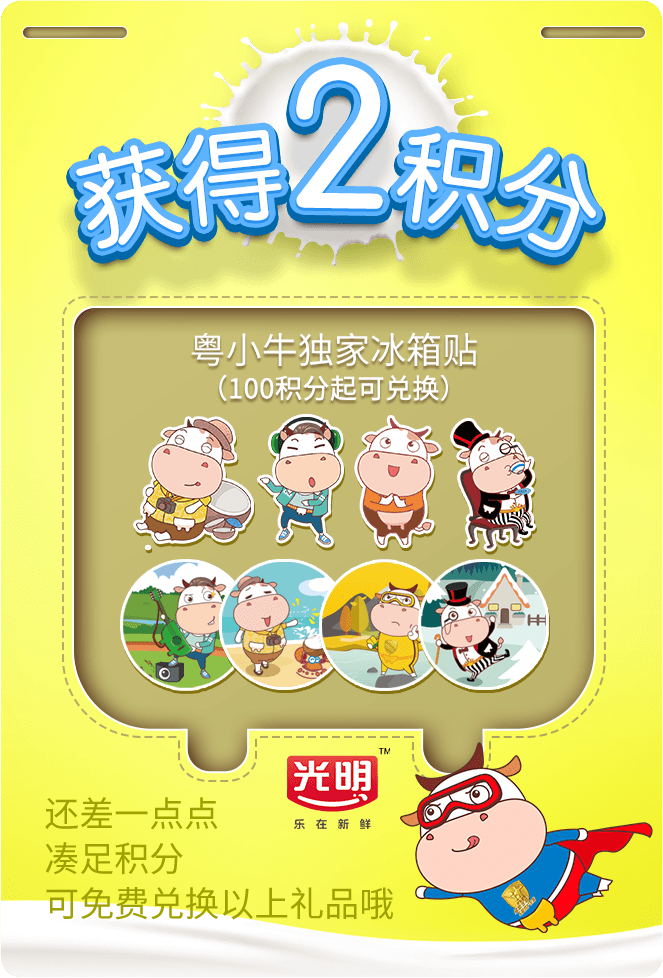 获得2积分
粤小牛独家冰箱贴
（100积分起可兑换）
光明
TM
乐在新鲜
还差一点点
凑足积分
可免费兑换以上礼品哦